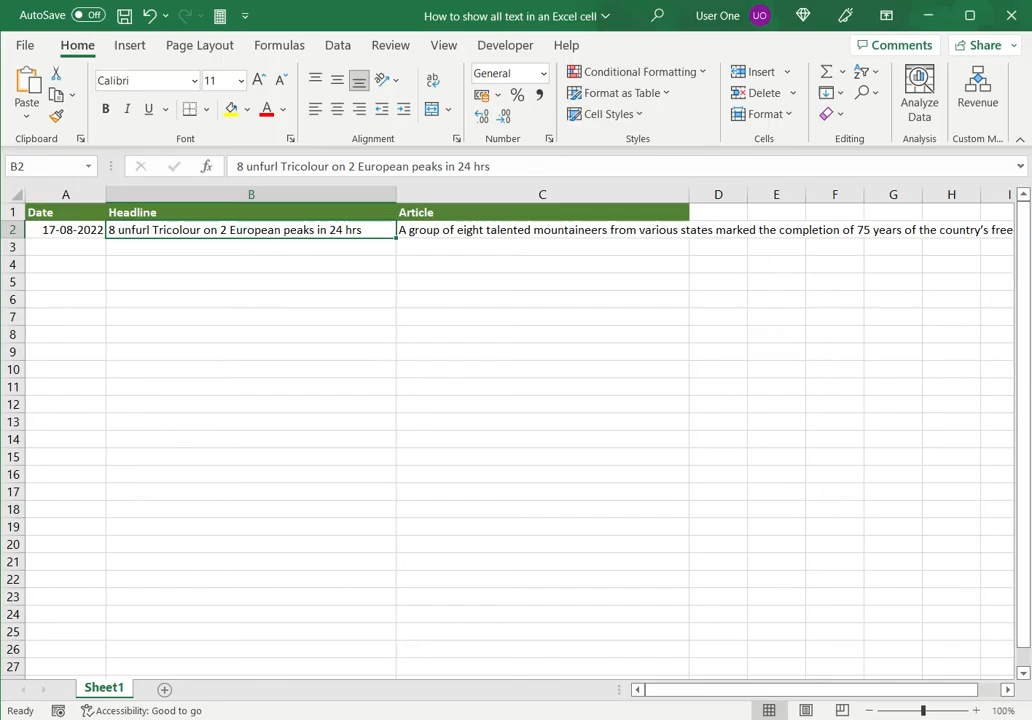 AutoSave Off How to show all text in an Excel cell User One UO
File Home Insert Page Layout Formulas Data Review View Developer Help Comments Share
Paste Calibri 11 General Conditional Formatting Insert Analyze Data Revenue
B I U A ab % Format as Table Delete
Cell Styles Format
Clipboard Font Alignment Number Styles Cells Editing Analysis Custom M...
B2 fx 8 unfurl Tricolour on 2 European peaks in 24 hrs
A B C D E F G H I
1 Date Headline Article
2 17-08-2022 8 unfurl Tricolour on 2 European peaks in 24 hrs A group of eight talented mountaineers from various states marked the completion of 75 years of the country's free
3
4
5
6
7
8
9
10
11
12
13
14
15
16
17
18
19
20
21
22
23
24
25
26
27
Sheet1
Ready Accessibility: Good to go 100%